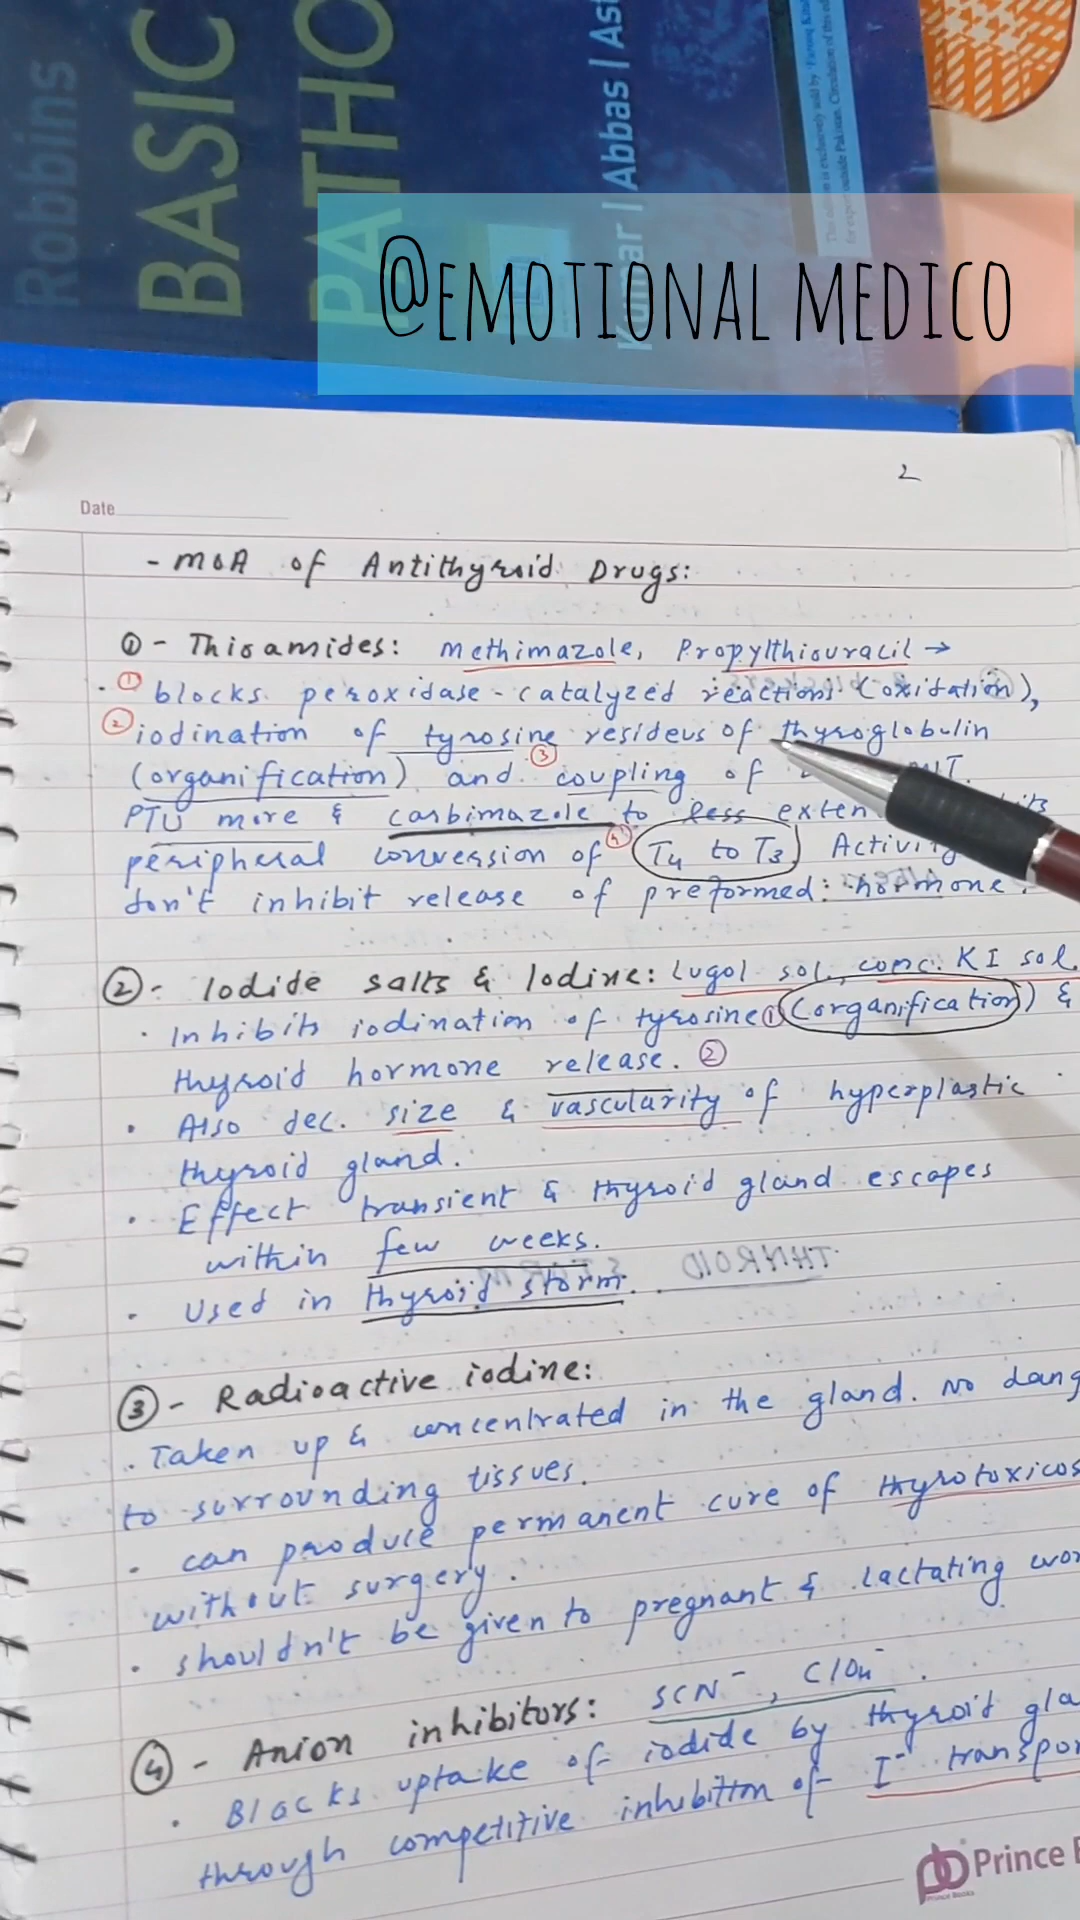 Robbins
BASIC
PATHO
Kumar | Abbas | Ast
@EMOTIONAL MEDICO
2
Date
- MOA of Antithyroid Drugs:
① - Thioamides: Methimazole, Propylthiouracil →
① blocks peroxidase-catalyzed reactions (oxidation),
② iodination of tyrosine resideus of thyroglobulin
(organification) and ③ coupling of
PTU more & carbimazole to less exten
peripheral conversion of ④ (T4 to T3) Activi
don't inhibit release of preformed hormone.
② - Iodide salts & Iodine: Lugol sol, conc. KI sol.
· Inhibits iodination of tyrosine ① (organification) &
thyroid hormone release. ②
· Also dec. size & vascularity of hyperplastic
thyroid gland.
· Effect transient & thyroid gland escapes
within few weeks.
· Used in thyroid storm.
③ - Radioactive iodine:
· Taken up & concentrated in the gland. No dang
to surrounding tissues.
· can produce permanent cure of thyrotoxicos
without surgery.
· shouldn't be given to pregnant & lactating wo
④ - Anion inhibitors: SCN⁻, ClO4⁻.
· Blocks uptake of iodide by thyroid gla
through competitive inhibition of I⁻ transpo
Prince B
Prince Books